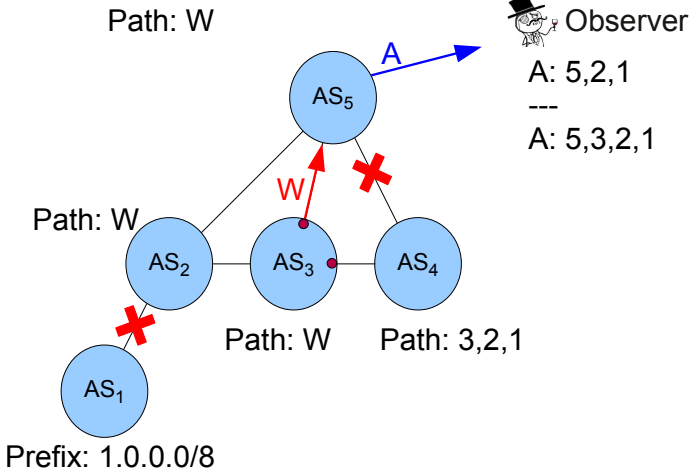 Path: W
Observer
A
A: 5,2,1
---
A: 5,3,2,1
AS5
W
Path: W
AS2
AS3
AS4
Path: W
Path: 3,2,1
AS1
Prefix: 1.0.0.0/8